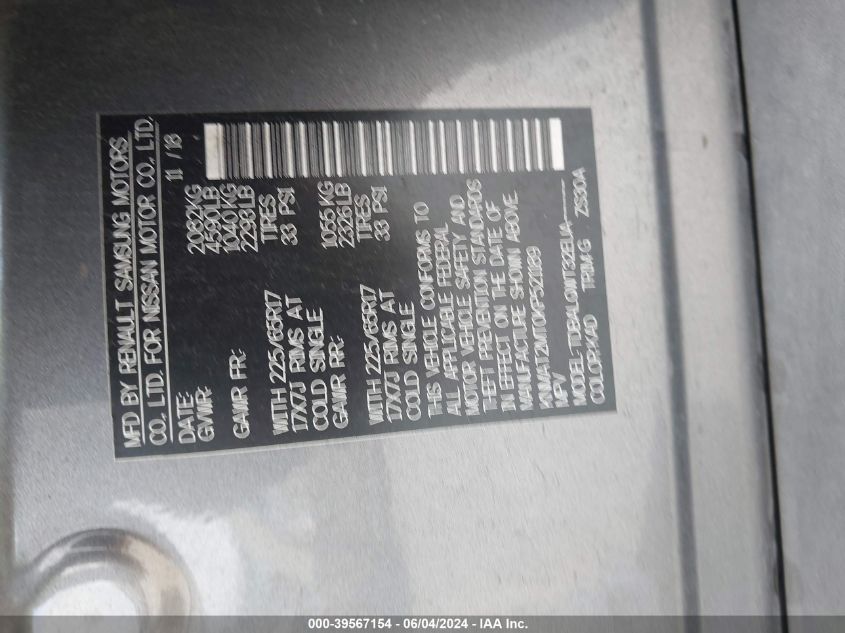 MFD BY RENAULT SAMSUNG MOTORS
CO., LTD. FOR NISSAN MOTOR CO., LTD.
DATE: 11 / 18
GVWR: 2082KG
4590LB
GAWR FR: 1040KG
2293LB
WITH 225/65R17 TIRES
17X7J RIMS AT 33 PSI
COLD SINGLE
GAWR RR: 1055KG
2326LB
WITH 225/65R17 TIRES
17X7J RIMS AT 33 PSI
COLD SINGLE
THIS VEHICLE CONFORMS TO
ALL APPLICABLE FEDERAL
MOTOR VEHICLE SAFETY AND
THEFT PREVENTION STANDARDS
IN EFFECT ON THE DATE OF
MANUFACTURE SHOWN ABOVE.
MPV
MODEL:
COLOR:KAD TRIM:G ZS30A
000-39567154 - 06/04/2024 - IAA Inc.